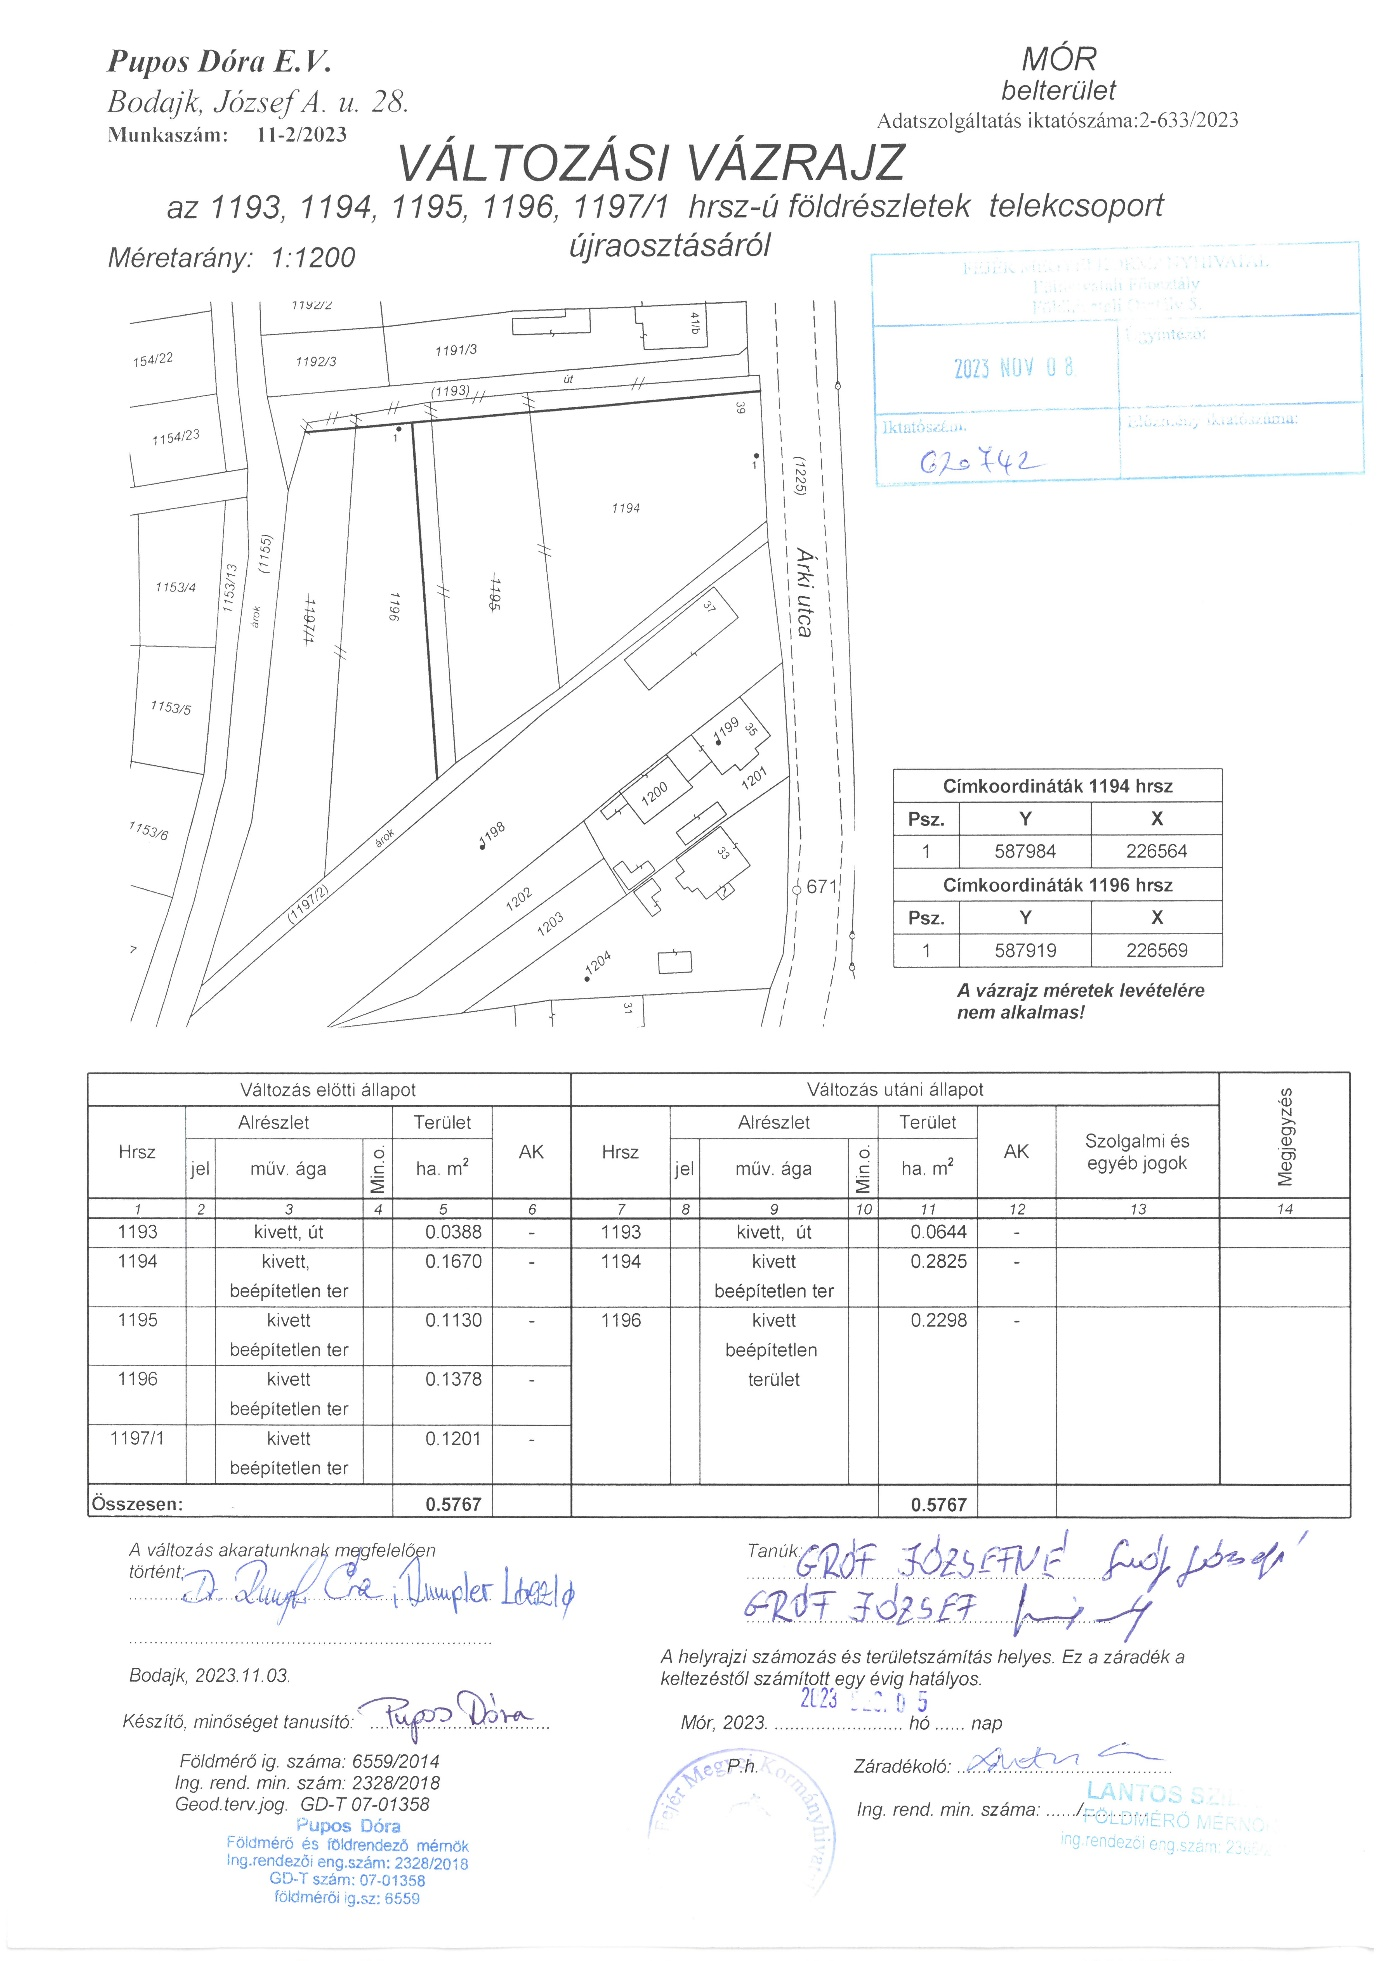 Pupos Dóra E.V.
Bodajk, József A. u. 28.
Munkaszám: 11-2/2023
MÓR
belterület
Adatszolgáltatás iktatószáma:2-633/2023
VÁLTOZÁSI VÁZRAJZ
az 1193, 1194, 1195, 1196, 1197/1 hrsz-ú földrészletek telekcsoport
újraosztásáról
Méretarány: 1:1200
2023 NOV 08
Ügyintéző:
Iktatószám:
620742
1192/2
154/22
1192/3
1191/3
41/b
(1193)
út
39
1154/23
1
1
(1225)
1194
(1155)
árok
1153/13
1153/4
1197/1
1196
1195
Árki utca
37
1153/5
1199
35
1200
1201
1153/6
árok
1198
33
2
(1197/2)
1202
1203
671
7
1204
31
Címkoordináták 1194 hrsz
Psz. Y X
1 587984 226564
Címkoordináták 1196 hrsz
Psz. Y X
1 587919 226569
A vázrajz méretek levételére
nem alkalmas!
Változás előtti állapot Változás utáni állapot Megjegyzés
Hrsz Alrészlet Terület AK Hrsz Alrészlet Terület AK Szolgalmi és egyéb jogok
jel műv. ága Min.o. ha. m² jel műv. ága Min.o. ha. m²
1 2 3 4 5 6 7 8 9 10 11 12 13 14
1193 kivett, út 0.0388 - 1193 kivett, út 0.0644 -
1194 kivett, 0.1670 - 1194 kivett 0.2825 -
beépítetlen ter beépítetlen ter
1195 kivett 0.1130 - 1196 kivett 0.2298 -
beépítetlen ter beépítetlen
1196 kivett 0.1378 - terület
beépítetlen ter
1197/1 kivett 0.1201 -
beépítetlen ter
Összesen: 0.5767 0.5767
A változás akaratunknak megfelelően
történt:
Tanúk:
GRÓF JÓZSEFNÉ
GRÓF JÓZSEF
Bodajk, 2023.11.03.
A helyrajzi számozás és területszámítás helyes. Ez a záradék a
keltezéstől számított egy évig hatályos.
Készítő, minőséget tanusító: Pupos Dóra
Mór, 2023. hó nap
Földmérő ig. száma: 6559/2014
Ing. rend. min. szám: 2328/2018
Geod.terv.jog. GD-T 07-01358
P.h.
Fejér Megyei Kormányhiva
Záradékoló:
Ing. rend. min. száma: /
LANTOS
FÖLDMÉRŐ
ing.rendezői eng.szám:
Pupos Dóra
Földmérő és földrendező mérnök
Ing.rendezői eng.szám: 2328/2018
GD-T szám: 07-01358
földmérői ig.sz: 6559